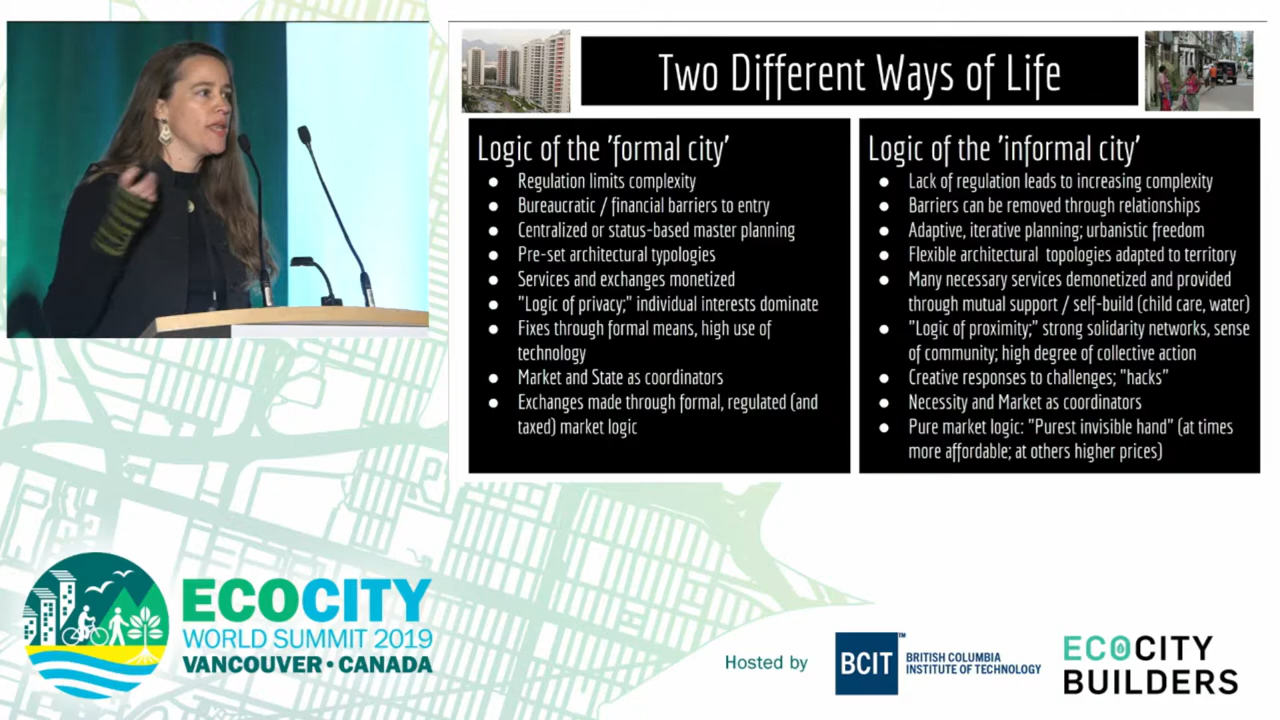 Two Different Ways of Life
Logic of the 'formal city'
● Regulation limits complexity
● Bureaucratic / financial barriers to entry
● Centralized or status-based master planning
● Pre-set architectural typologies
● Services and exchanges monetized
● "Logic of privacy;" individual interests dominate
● Fixes through formal means, high use of
technology
● Market and State as coordinators
● Exchanges made through formal, regulated (and
taxed) market logic
Logic of the 'informal city'
● Lack of regulation leads to increasing complexity
● Barriers can be removed through relationships
● Adaptive, iterative planning; urbanistic freedom
● Flexible architectural topologies adapted to territory
● Many necessary services demonetized and provided
through mutual support / self-build (child care, water)
● "Logic of proximity;" strong solidarity networks, sense
of community; high degree of collective action
● Creative responses to challenges; "hacks"
● Necessity and Market as coordinators
● Pure market logic: "Purest invisible hand" (at times
more affordable; at others higher prices)
ECOCITY
WORLD SUMMIT 2019
VANCOUVER • CANADA
Hosted by
BCIT™
BRITISH COLUMBIA
INSTITUTE OF TECHNOLOGY
ECOCITY
BUILDERS